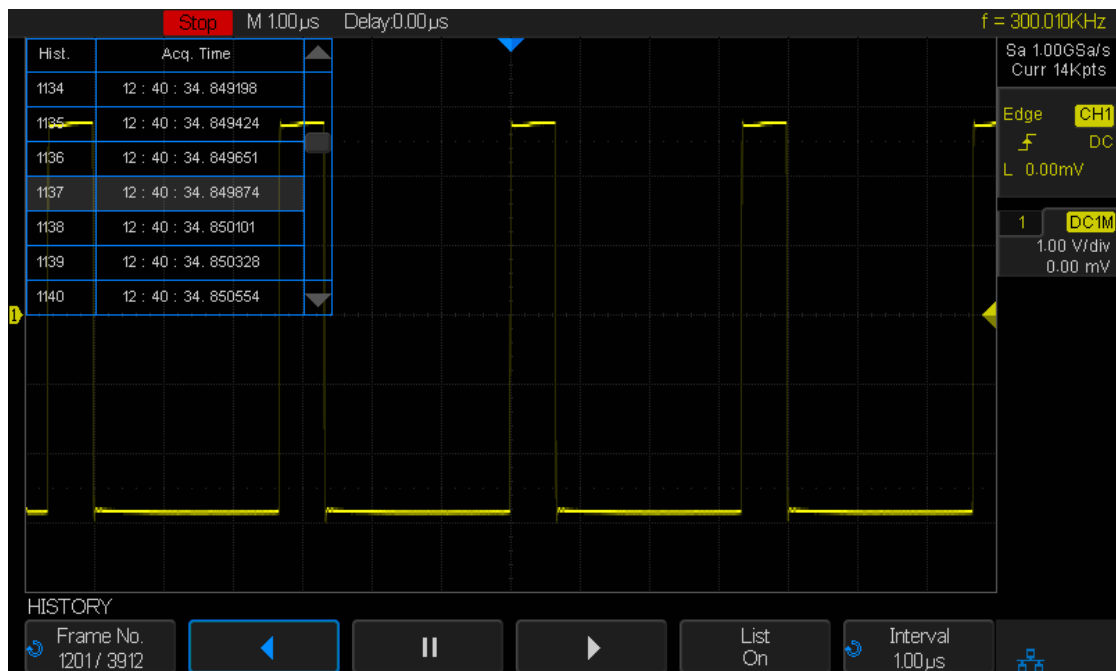 Stop M 1.00µs Delay:0.00µs f = 300.010KHz
Sa 1.00GSa/s
Curr 14Kpts
Edge CH1
DC
L 0.00mV
1 DC1M
1.00 V/div
0.00 mV
Hist. Acq. Time
1134 12 : 40 : 34. 849198
1135 12 : 40 : 34. 849424
1136 12 : 40 : 34. 849651
1137 12 : 40 : 34. 849874
1138 12 : 40 : 34. 850101
1139 12 : 40 : 34. 850328
1140 12 : 40 : 34. 850554
1
HISTORY
Frame No.
1201 / 3912
List
On
Interval
1.00µs